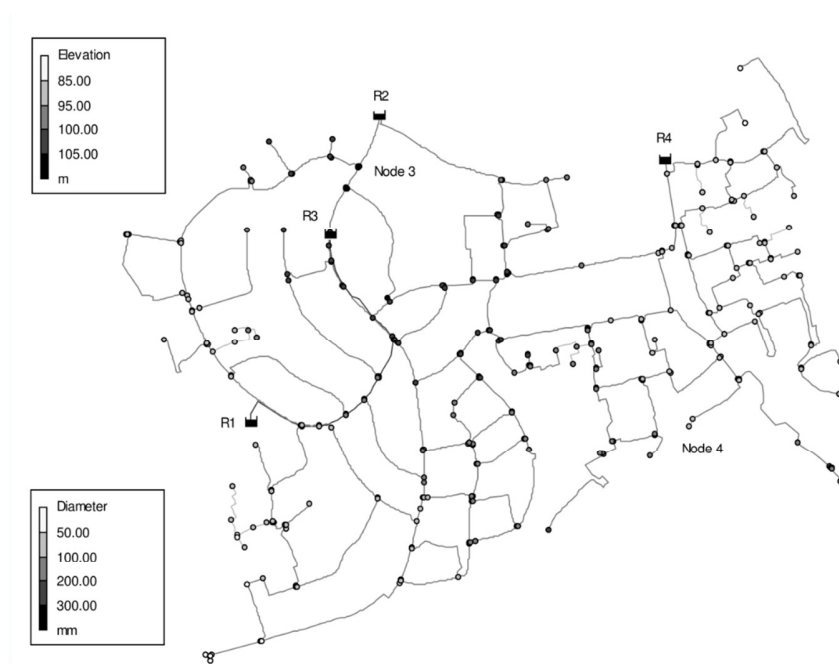 Elevation
85.00
95.00
100.00
105.00
m
R2
R4
Node 3
R3
R1
Node 4
Diameter
50.00
100.00
200.00
300.00
mm